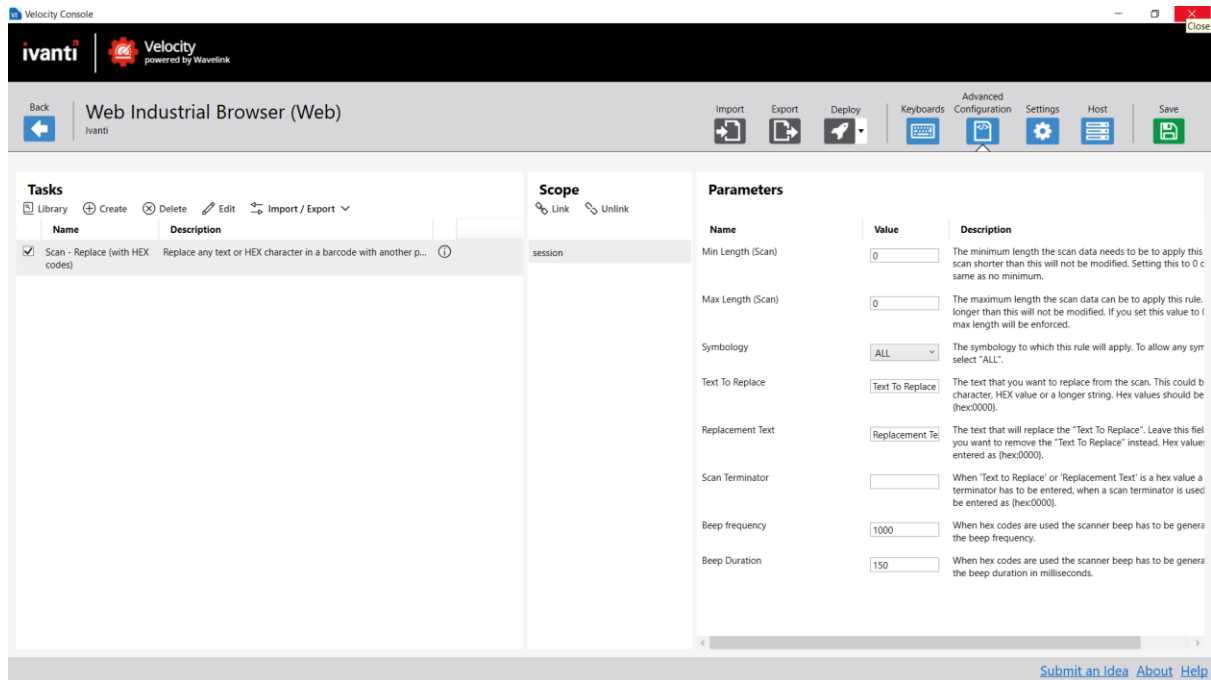 Velocity Console
Close
ivanti
Velocity
powered by Wavelink
Back
Web Industrial Browser (Web)
Ivanti
Import
Export
Deploy
Keyboards
Advanced
Configuration
Settings
Host
Save
Tasks
Library
Create
Delete
Edit
Import / Export
Name
Description
Scan - Replace (with HEX
codes)
Replace any text or HEX character in a barcode with another p...
Scope
Link
Unlink
session
Parameters
Name
Value
Description
Min Length (Scan)
0
The minimum length the scan data needs to be to apply this
scan shorter than this will not be modified. Setting this to 0 c
same as no minimum.
Max Length (Scan)
0
The maximum length the scan data can be to apply this rule.
longer than this will not be modified. If you set this value to (
max length will be enforced.
Symbology
ALL
The symbology to which this rule will apply. To allow any sym
select "ALL".
Text To Replace
Text To Replace
The text that you want to replace from the scan. This could b
character, HEX value or a longer string. Hex values should be
{hex:0000}.
Replacement Text
Replacement Te
The text that will replace the "Text To Replace". Leave this fiel
you want to remove the "Text To Replace" instead. Hex values
entered as {hex:0000}.
Scan Terminator
When 'Text to Replace' or 'Replacement Text' is a hex value a
terminator has to be entered, when a scan terminator is used
be entered as {hex:0000}.
Beep frequency
1000
When hex codes are used the scanner beep has to be genera
the beep frequency.
Beep Duration
150
When hex codes are used the scanner beep has to be genera
the beep duration in milliseconds.
Submit an Idea
About
Help